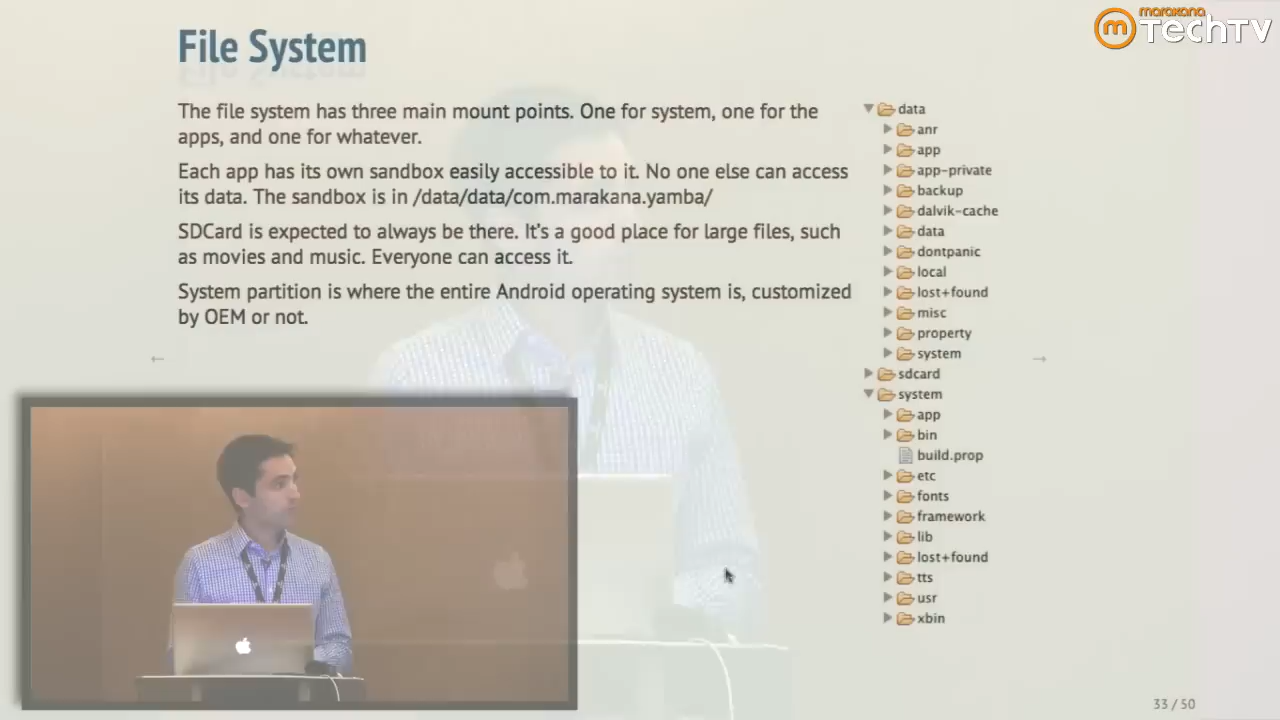 marakana
TechTV
File System
The file system has three main mount points. One for system, one for the
apps, and one for whatever.
Each app has its own sandbox easily accessible to it. No one else can access
its data. The sandbox is in /data/data/com.marakana.yamba/
SDCard is expected to always be there. It's a good place for large files, such
as movies and music. Everyone can access it.
System partition is where the entire Android operating system is, customized
by OEM or not.
data
anr
app
app-private
backup
dalvik-cache
data
dontpanic
local
lost+found
misc
property
system
sdcard
system
app
bin
build.prop
etc
fonts
framework
lib
lost+found
tts
usr
xbin
33 / 50